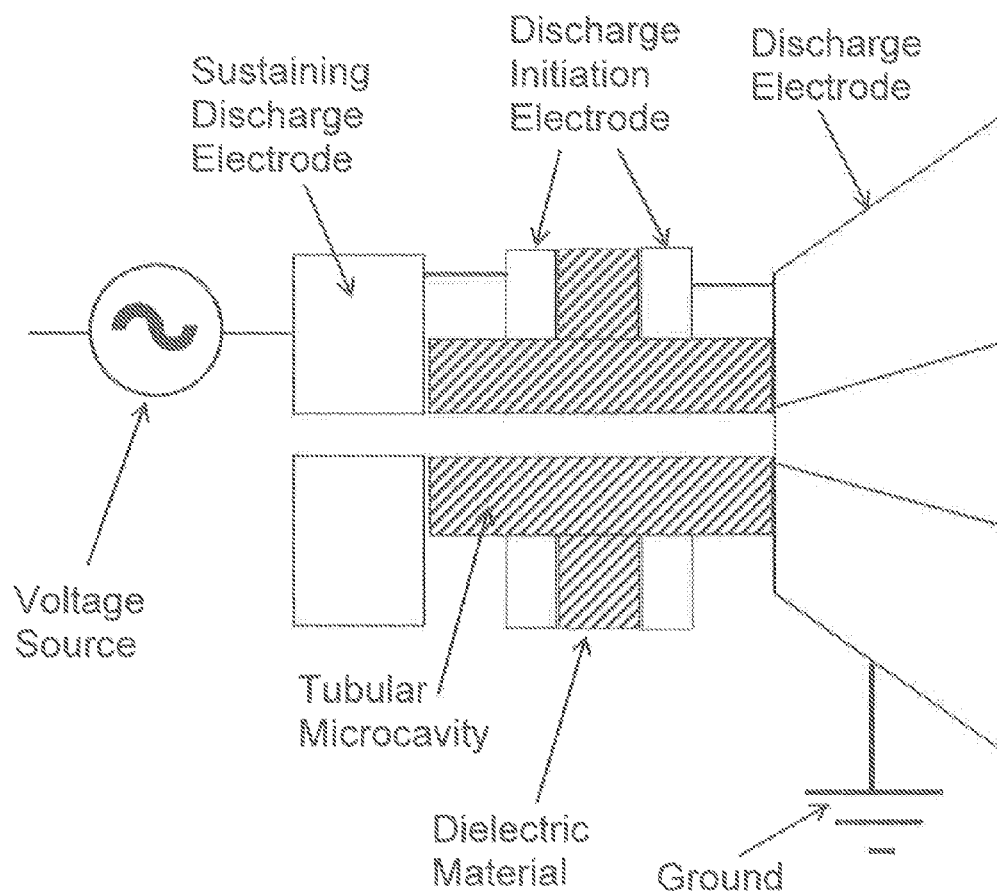 Sustaining
Discharge
Electrode
Discharge
Initiation
Electrode
Discharge
Electrode
Voltage
Source
Tubular
Microcavity
Dielectric
Material
Ground